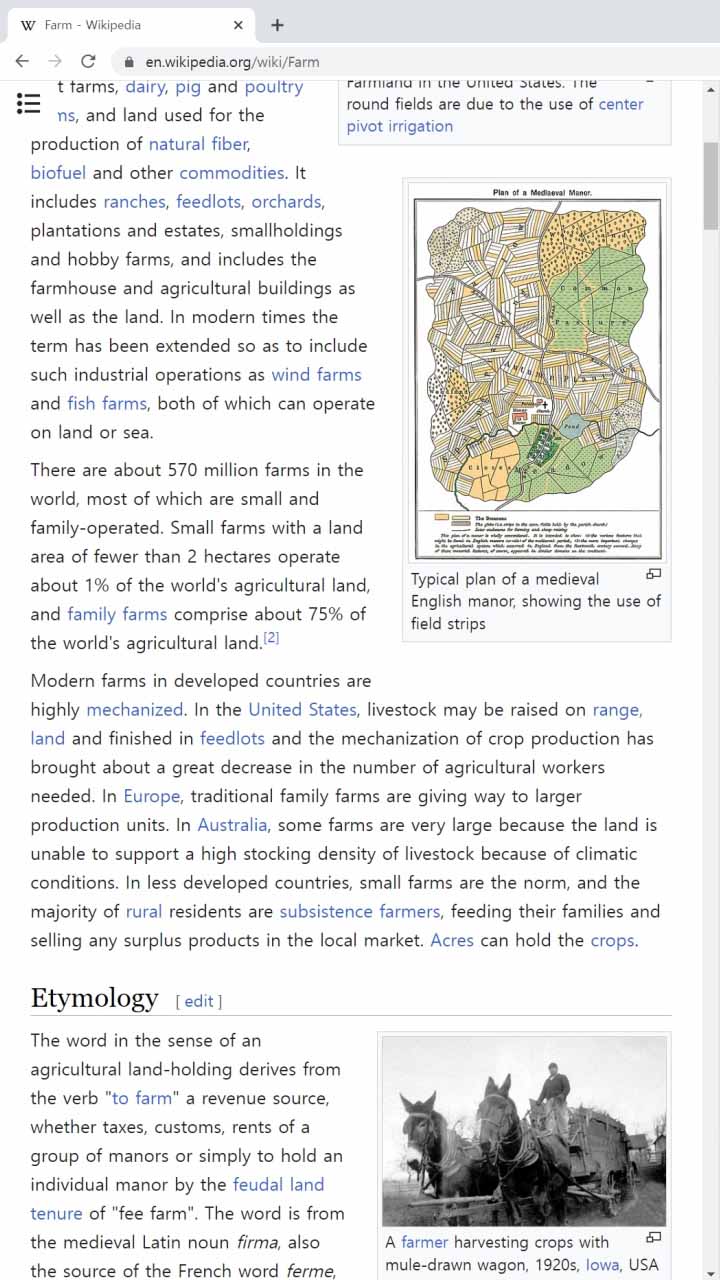 Farm - Wikipedia
en.wikipedia.org/wiki/Farm
t farms, dairy, pig and poultry
ns, and land used for the
production of natural fiber,
biofuel and other commodities. It
includes ranches, feedlots, orchards,
plantations and estates, smallholdings
and hobby farms, and includes the
farmhouse and agricultural buildings as
well as the land. In modern times the
term has been extended so as to include
such industrial operations as wind farms
and fish farms, both of which can operate
on land or sea.
There are about 570 million farms in the
world, most of which are small and
family-operated. Small farms with a land
area of fewer than 2 hectares operate
about 1% of the world's agricultural land,
and family farms comprise about 75% of
the world's agricultural land.[2]
Farmland in the United States. The
round fields are due to the use of center
pivot irrigation
Plan of a Mediaeval Manor.
Common
Pasture
Autumn Planting
Pond
Close
Meadow
The Demesne
Typical plan of a medieval
English manor, showing the use of
field strips
Modern farms in developed countries are
highly mechanized. In the United States, livestock may be raised on range,
land and finished in feedlots and the mechanization of crop production has
brought about a great decrease in the number of agricultural workers
needed. In Europe, traditional family farms are giving way to larger
production units. In Australia, some farms are very large because the land is
unable to support a high stocking density of livestock because of climatic
conditions. In less developed countries, small farms are the norm, and the
majority of rural residents are subsistence farmers, feeding their families and
selling any surplus products in the local market. Acres can hold the crops.
Etymology [ edit ]
The word in the sense of an
agricultural land-holding derives from
the verb "to farm" a revenue source,
whether taxes, customs, rents of a
group of manors or simply to hold an
individual manor by the feudal land
tenure of "fee farm". The word is from
the medieval Latin noun firma, also
the source of the French word ferme,
A farmer harvesting crops with
mule-drawn wagon, 1920s, Iowa, USA